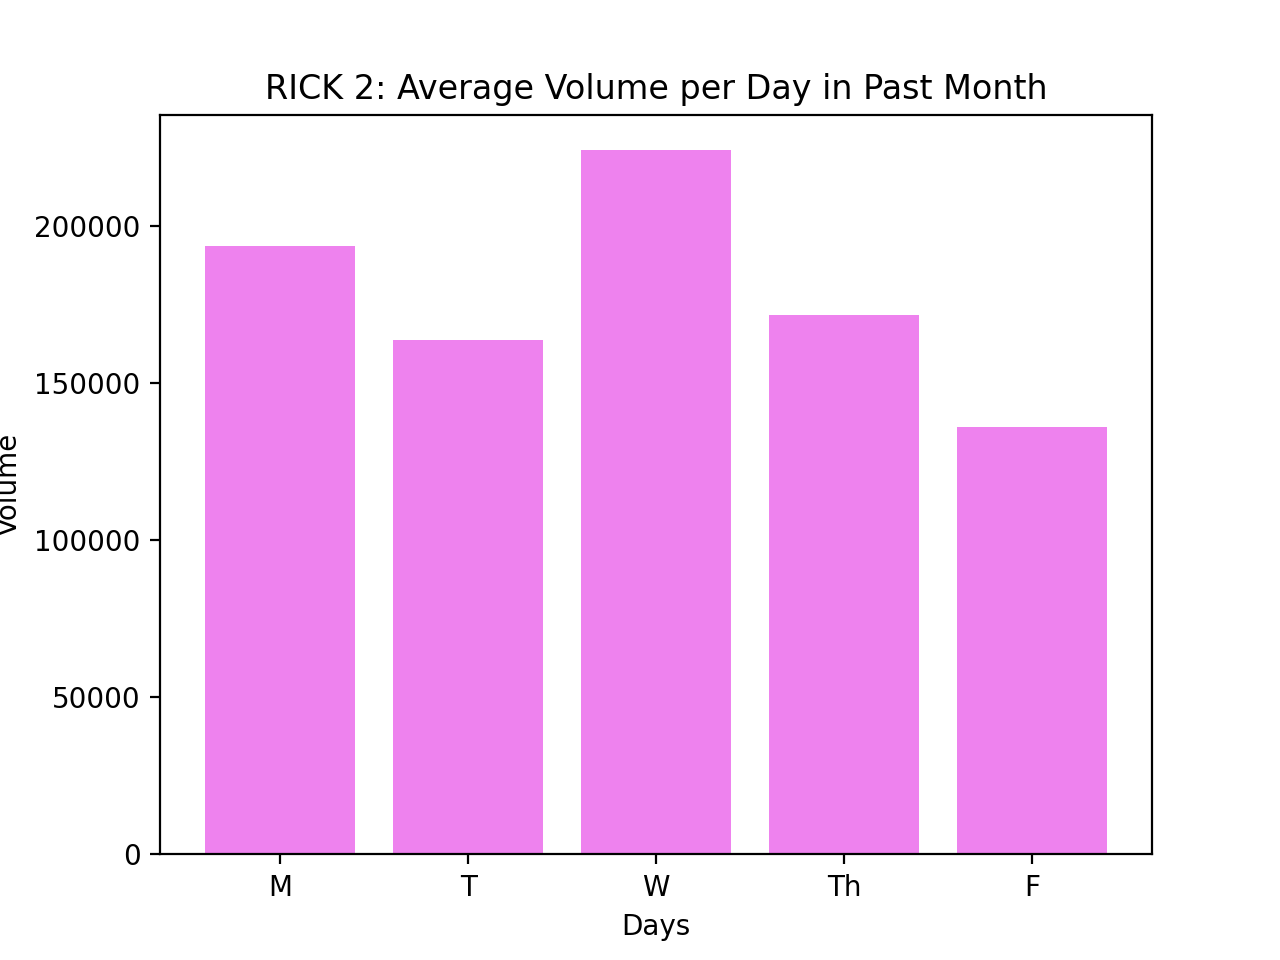 RICK 2: Average Volume per Day in Past Month
200000
150000
100000
50000
0
Volume
M T W Th F
Days